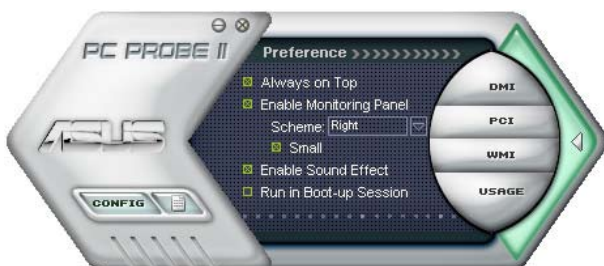 PC PROBE II
Preference
Always on Top
Enable Monitoring Panel
Scheme: Right
Small
Enable Sound Effect
Run in Boot-up Session
ASUS
CONFIG
DMI
PCI
WMI
USAGE